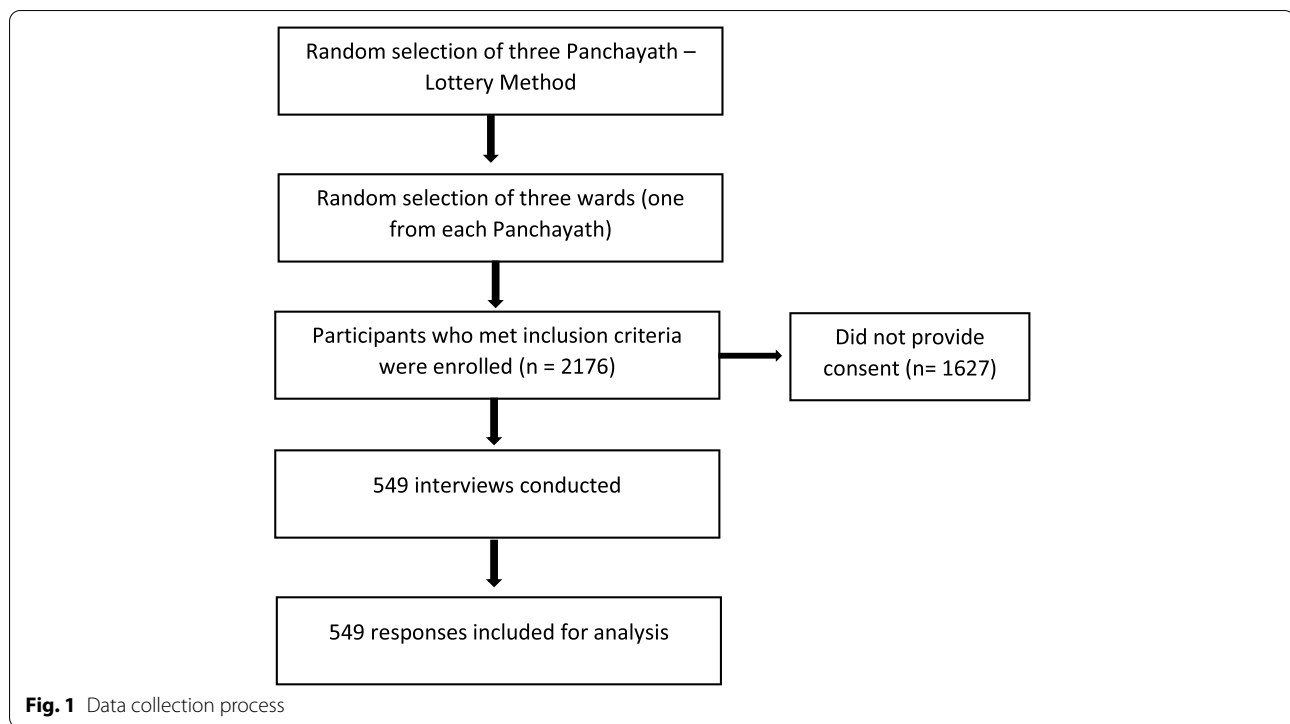 Random selection of three Panchayath –
Lottery Method
Random selection of three wards (one
from each Panchayath)
Participants who met inclusion criteria
were enrolled (n = 2176)
Did not provide
consent (n= 1627)
549 interviews conducted
549 responses included for analysis
Fig. 1 Data collection process